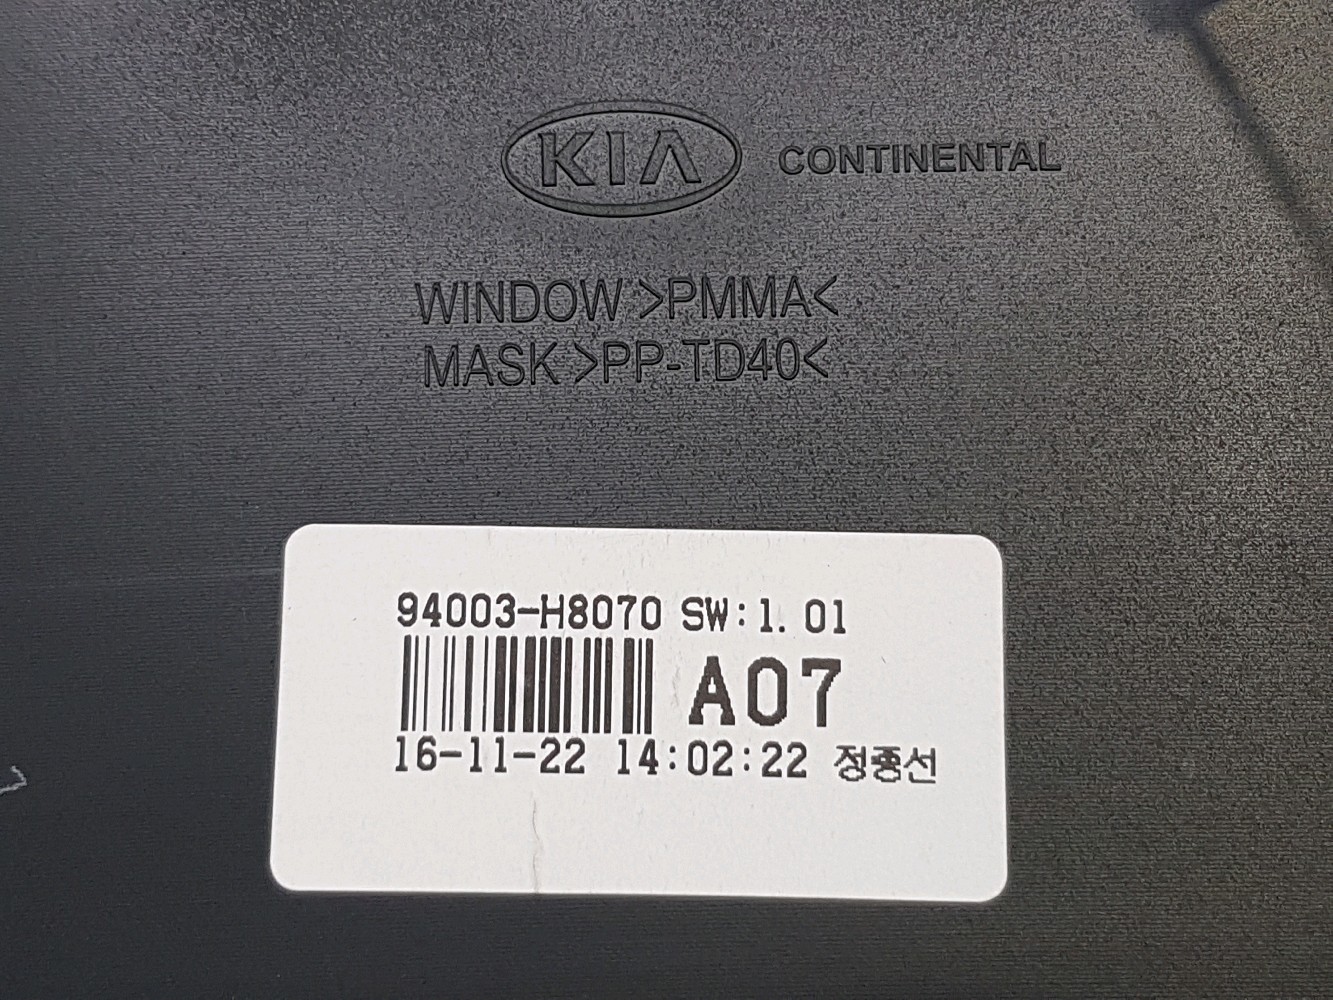 KIA CONTINENTAL
WINDOW >PMMA<
MASK >PP-TD40<
94003-H8070 SW:1.01
A07
16-11-22 14:02:22 정종선